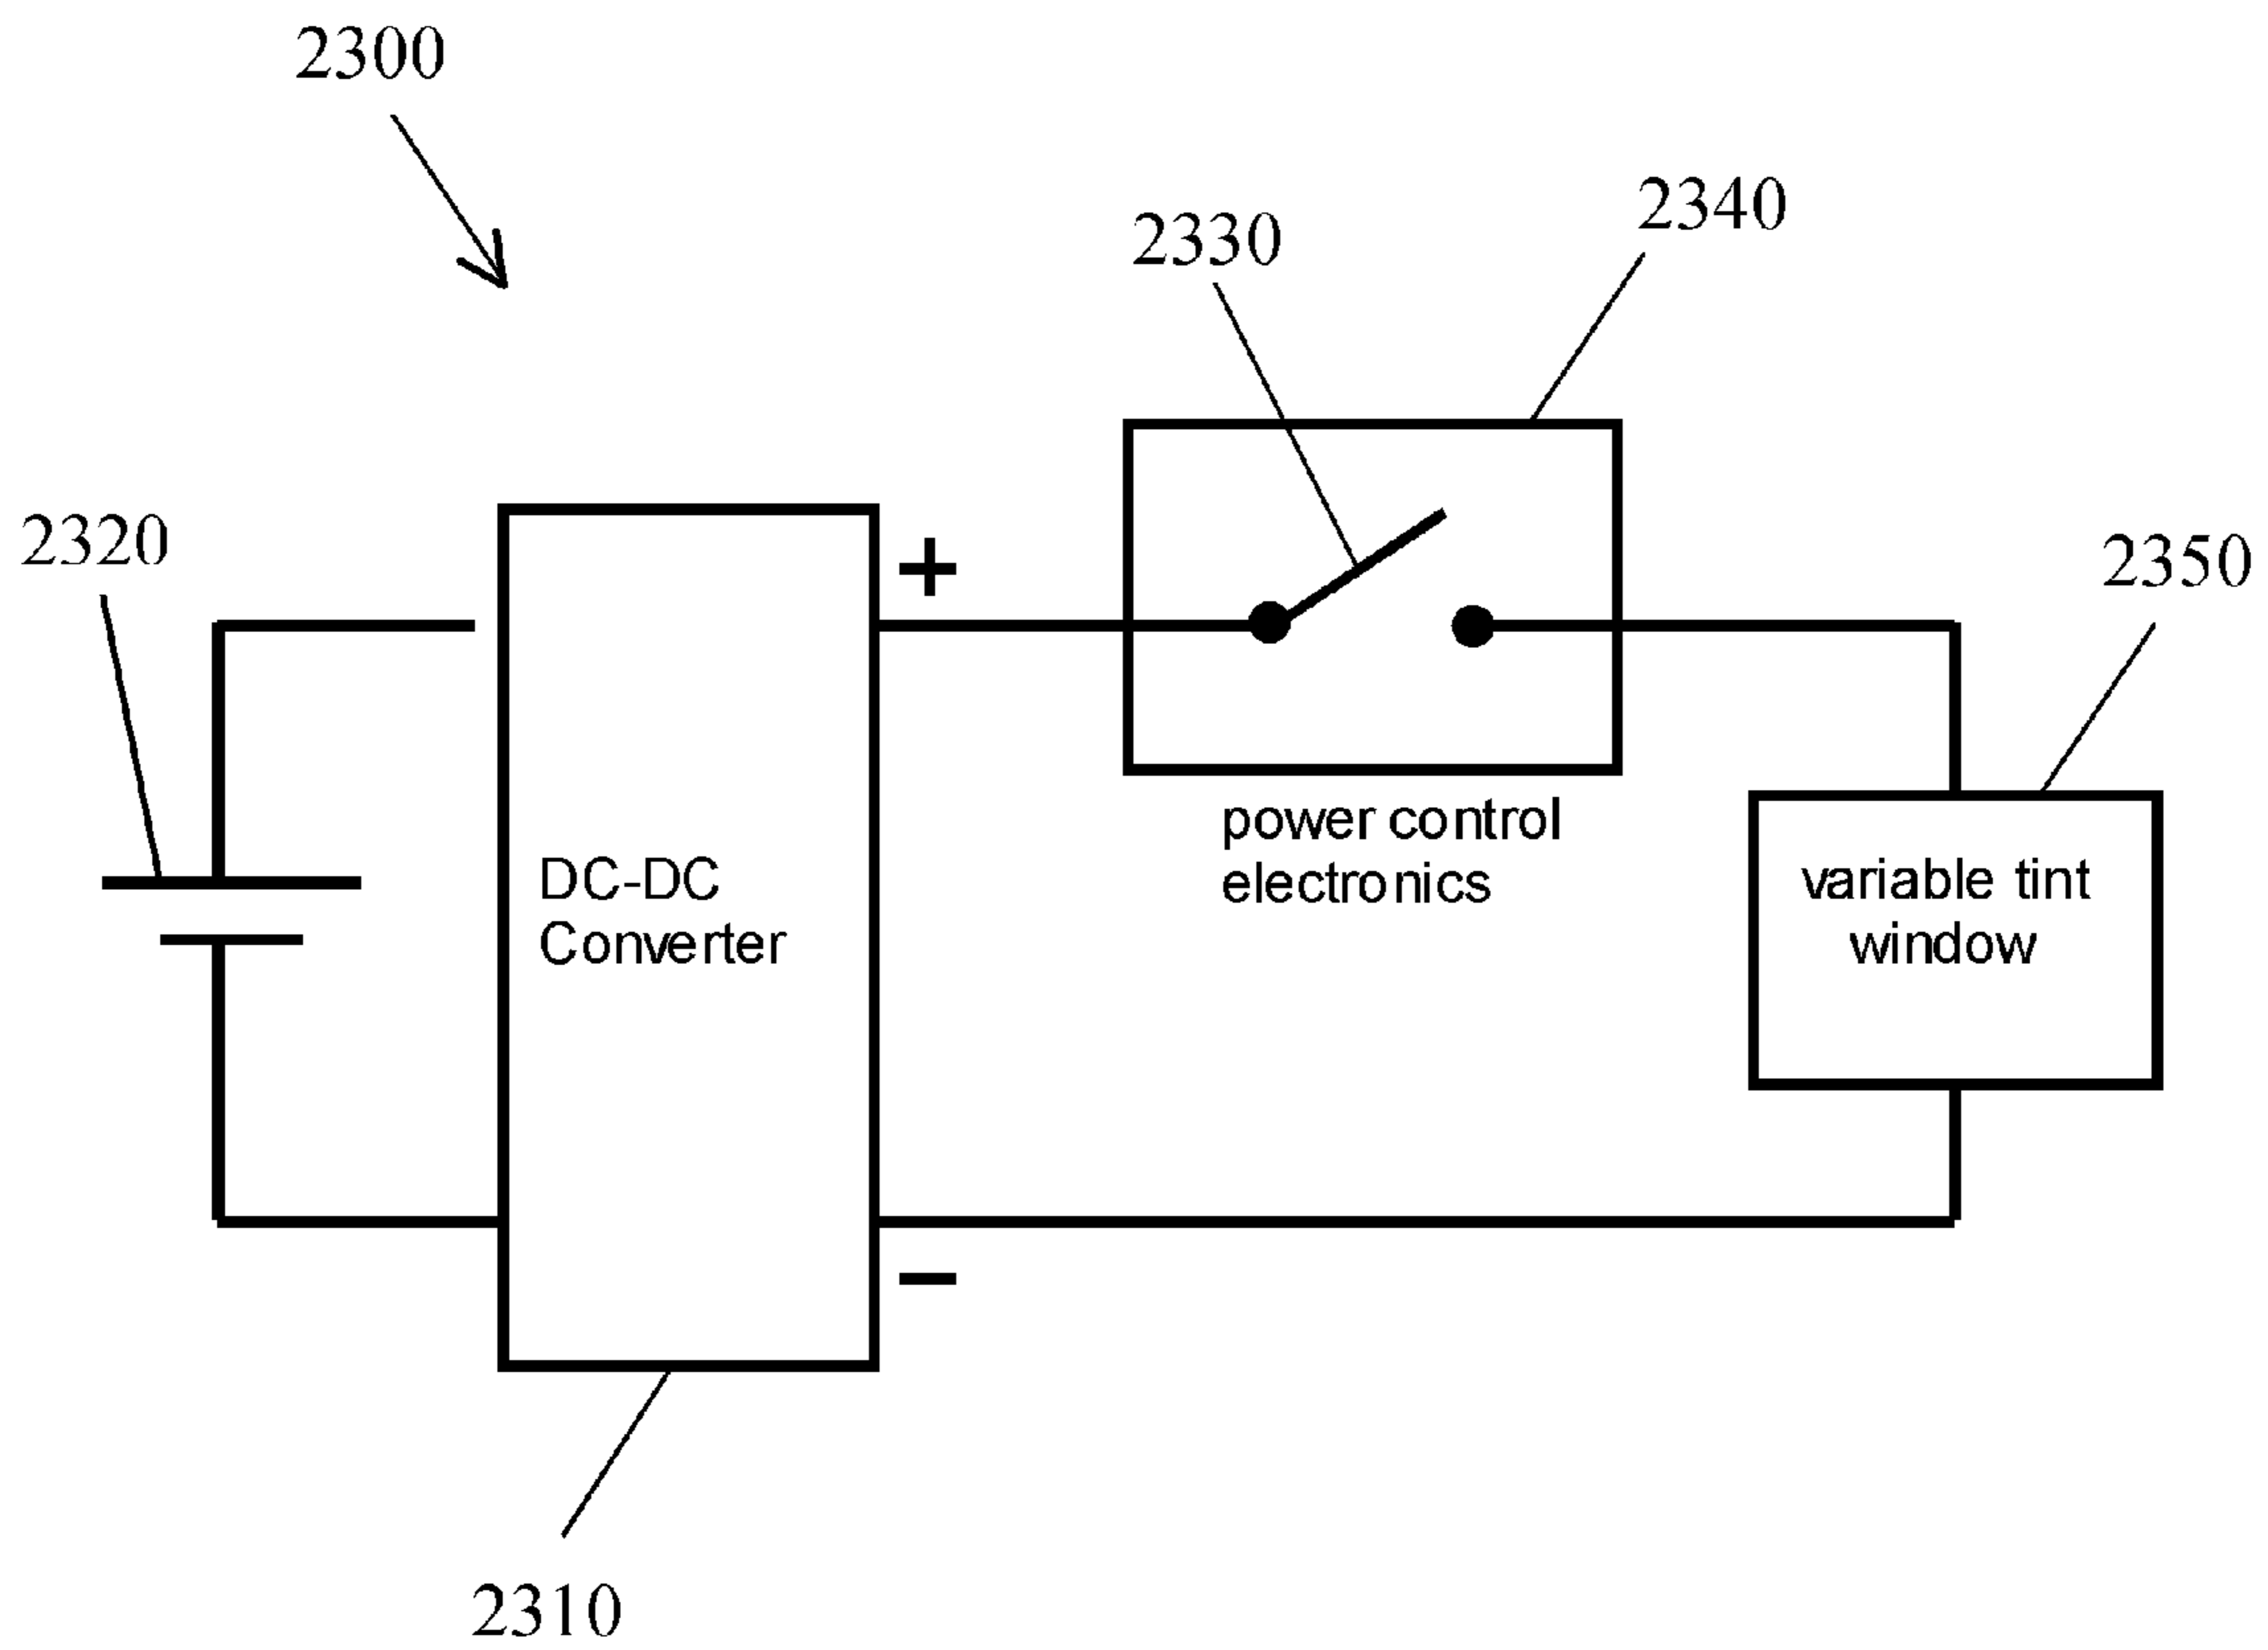 2300
2340
2330
2320
+
2350
power control
electronics
DC-DC
Converter
variable tint
window
−
2310